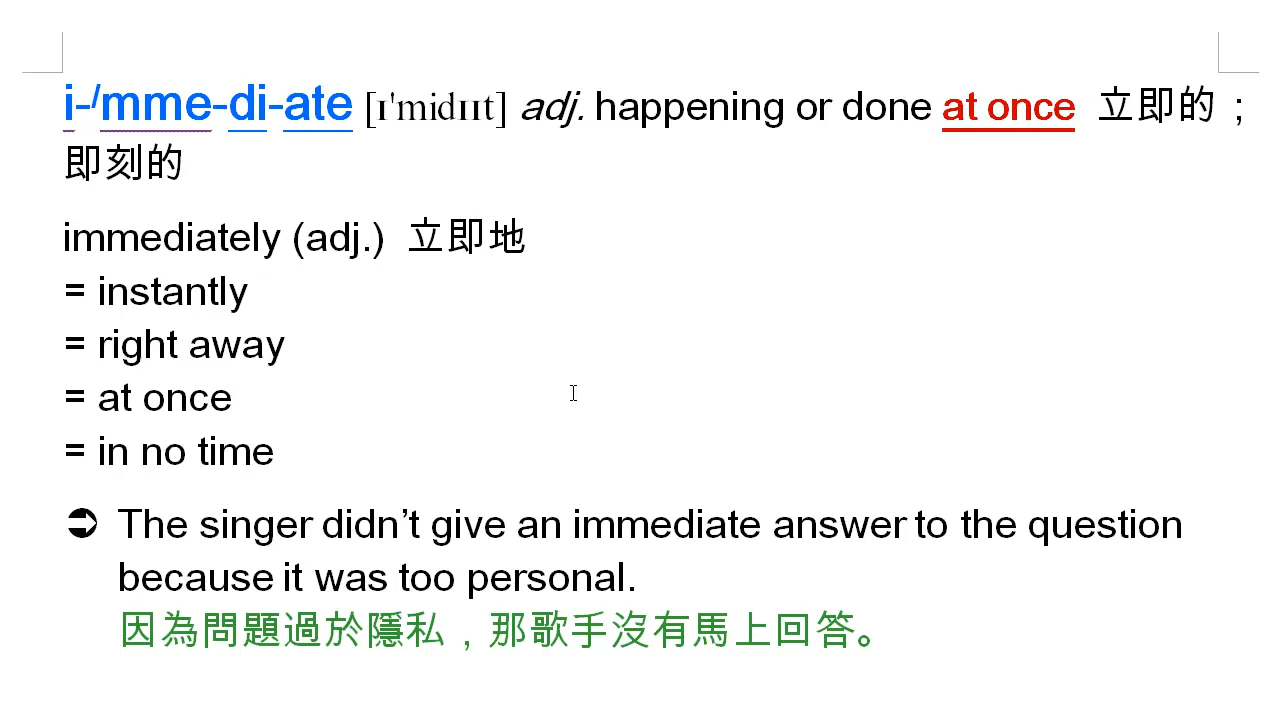 i-/mme-di-ate [ɪˈmidɪɪt] adj. happening or done at once 立即的；
即刻的
immediately (adj.) 立即地
= instantly
= right away
= at once
= in no time
➲ The singer didn’t give an immediate answer to the question
because it was too personal.
因為問題過於隱私，那歌手沒有馬上回答。